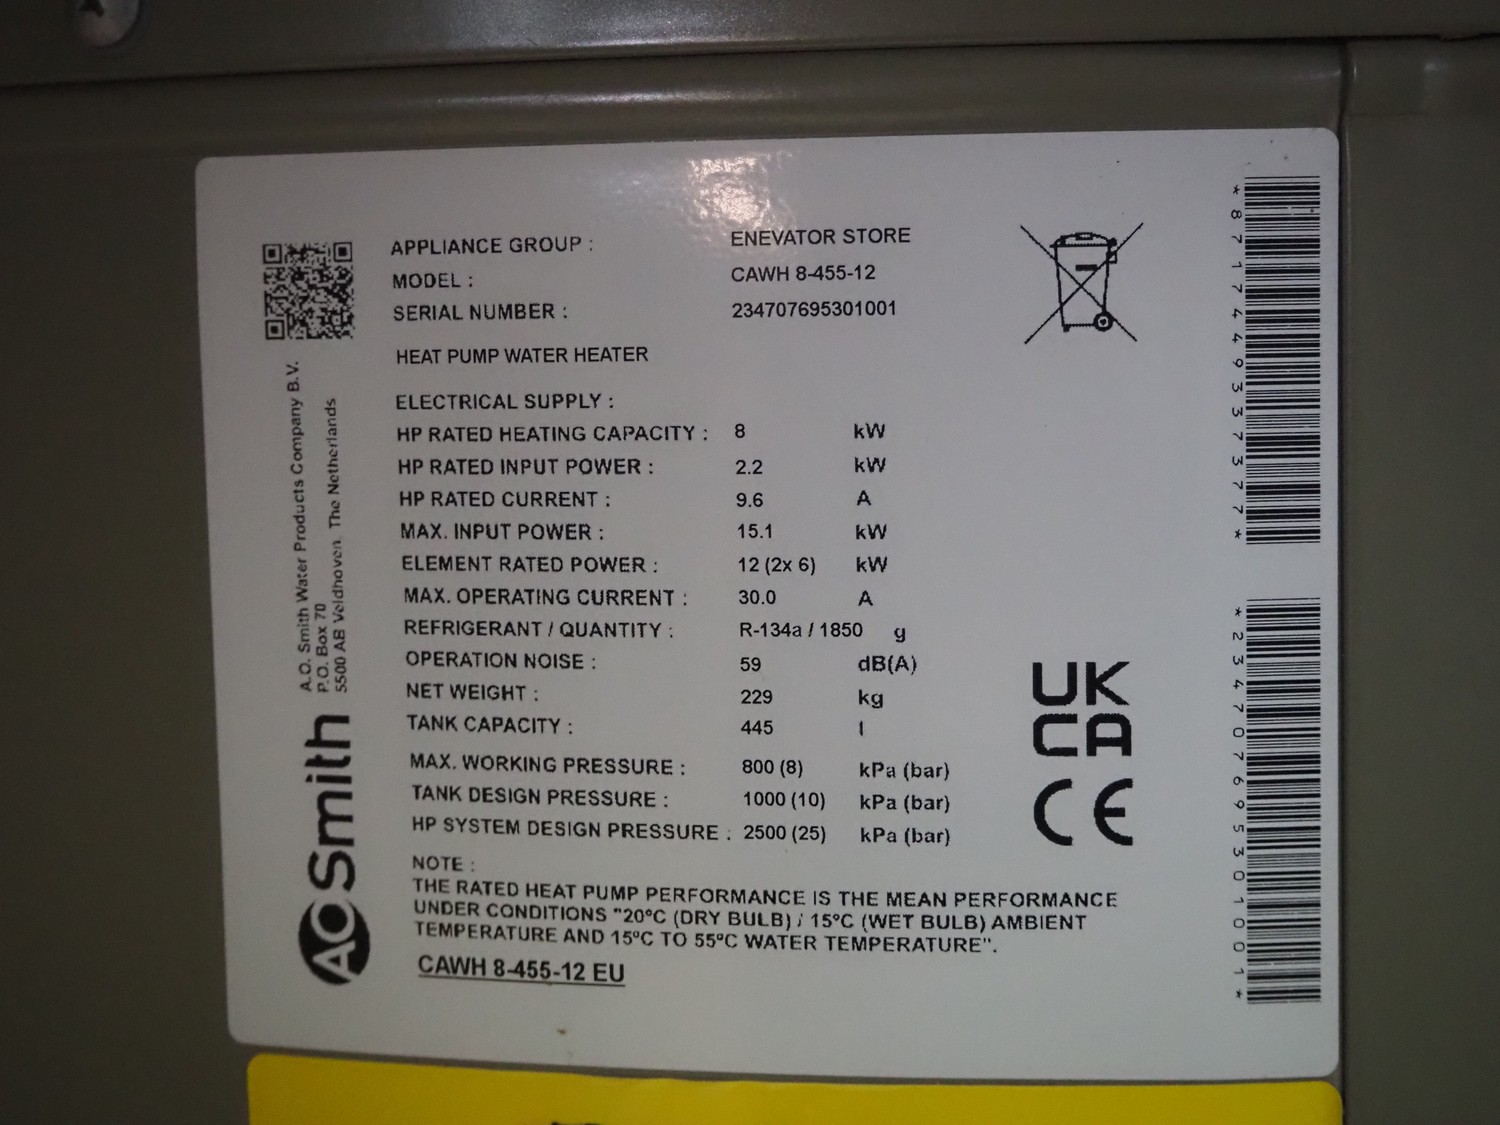 APPLIANCE GROUP : ENEVATOR STORE
MODEL : CAWH 8-455-12
SERIAL NUMBER : 234707695301001
HEAT PUMP WATER HEATER
ELECTRICAL SUPPLY :
HP RATED HEATING CAPACITY : 8 kW
HP RATED INPUT POWER : 2.2 kW
HP RATED CURRENT : 9.6 A
MAX. INPUT POWER : 15.1 kW
ELEMENT RATED POWER : 12 (2x 6) kW
MAX. OPERATING CURRENT : 30.0 A
REFRIGERANT / QUANTITY : R-134a / 1850 g
OPERATION NOISE : 59 dB(A)
NET WEIGHT : 229 kg
TANK CAPACITY : 445 l
MAX. WORKING PRESSURE : 800 (8) kPa (bar)
TANK DESIGN PRESSURE : 1000 (10) kPa (bar)
HP SYSTEM DESIGN PRESSURE : 2500 (25) kPa (bar)
NOTE :
THE RATED HEAT PUMP PERFORMANCE IS THE MEAN PERFORMANCE
UNDER CONDITIONS "20°C (DRY BULB) / 15°C (WET BULB) AMBIENT
TEMPERATURE AND 15°C TO 55°C WATER TEMPERATURE".
CAWH 8-455-12 EU
AO Smith
A.O. Smith Water Products Company B.V.
P.O. Box 70
5500 AB Veldhoven. The Netherlands
UK
CA
CE
*8717449337377*
*234707695301001*